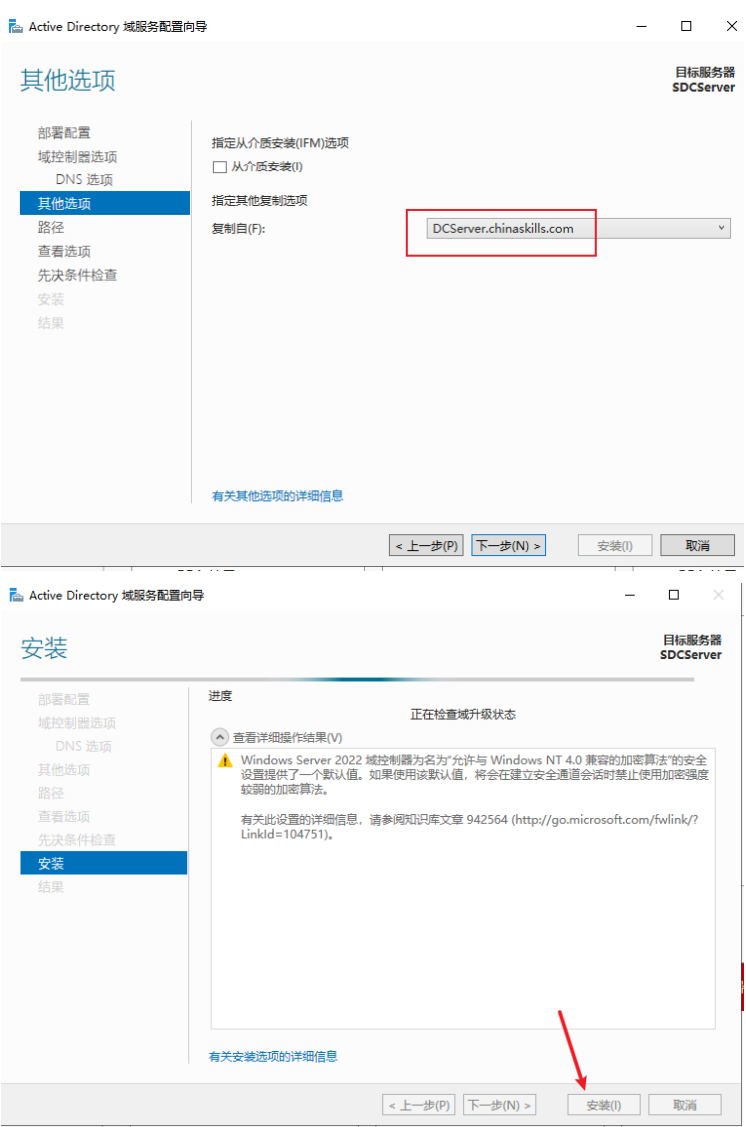 Active Directory 域服务配置向导
其他选项
目标服务器
SDCServer
部署配置
域控制器选项
DNS 选项
其他选项
路径
查看选项
先决条件检查
安装
结果
指定从介质安装(IFM)选项
从介质安装(I)
指定其他复制选项
复制自(F):
DCServer.chinaskills.com
有关其他选项的详细信息
< 上一步(P)
下一步(N) >
安装(I)
取消
Active Directory 域服务配置向导
安装
目标服务器
SDCServer
部署配置
域控制器选项
DNS 选项
其他选项
路径
查看选项
先决条件检查
安装
结果
进度
正在检查域升级状态
查看详细操作结果(V)
Windows Server 2022 域控制器为名为“允许与 Windows NT 4.0 兼容的加密算法”的安全
设置提供了一个默认值。如果使用该默认值，将会在建立安全通道会话时禁止使用加密强度
较弱的加密算法。
有关此设置的详细信息，请参阅知识库文章 942564 (http://go.microsoft.com/fwlink/?
LinkId=104751)。
有关安装选项的详细信息
< 上一步(P)
下一步(N) >
安装(I)
取消